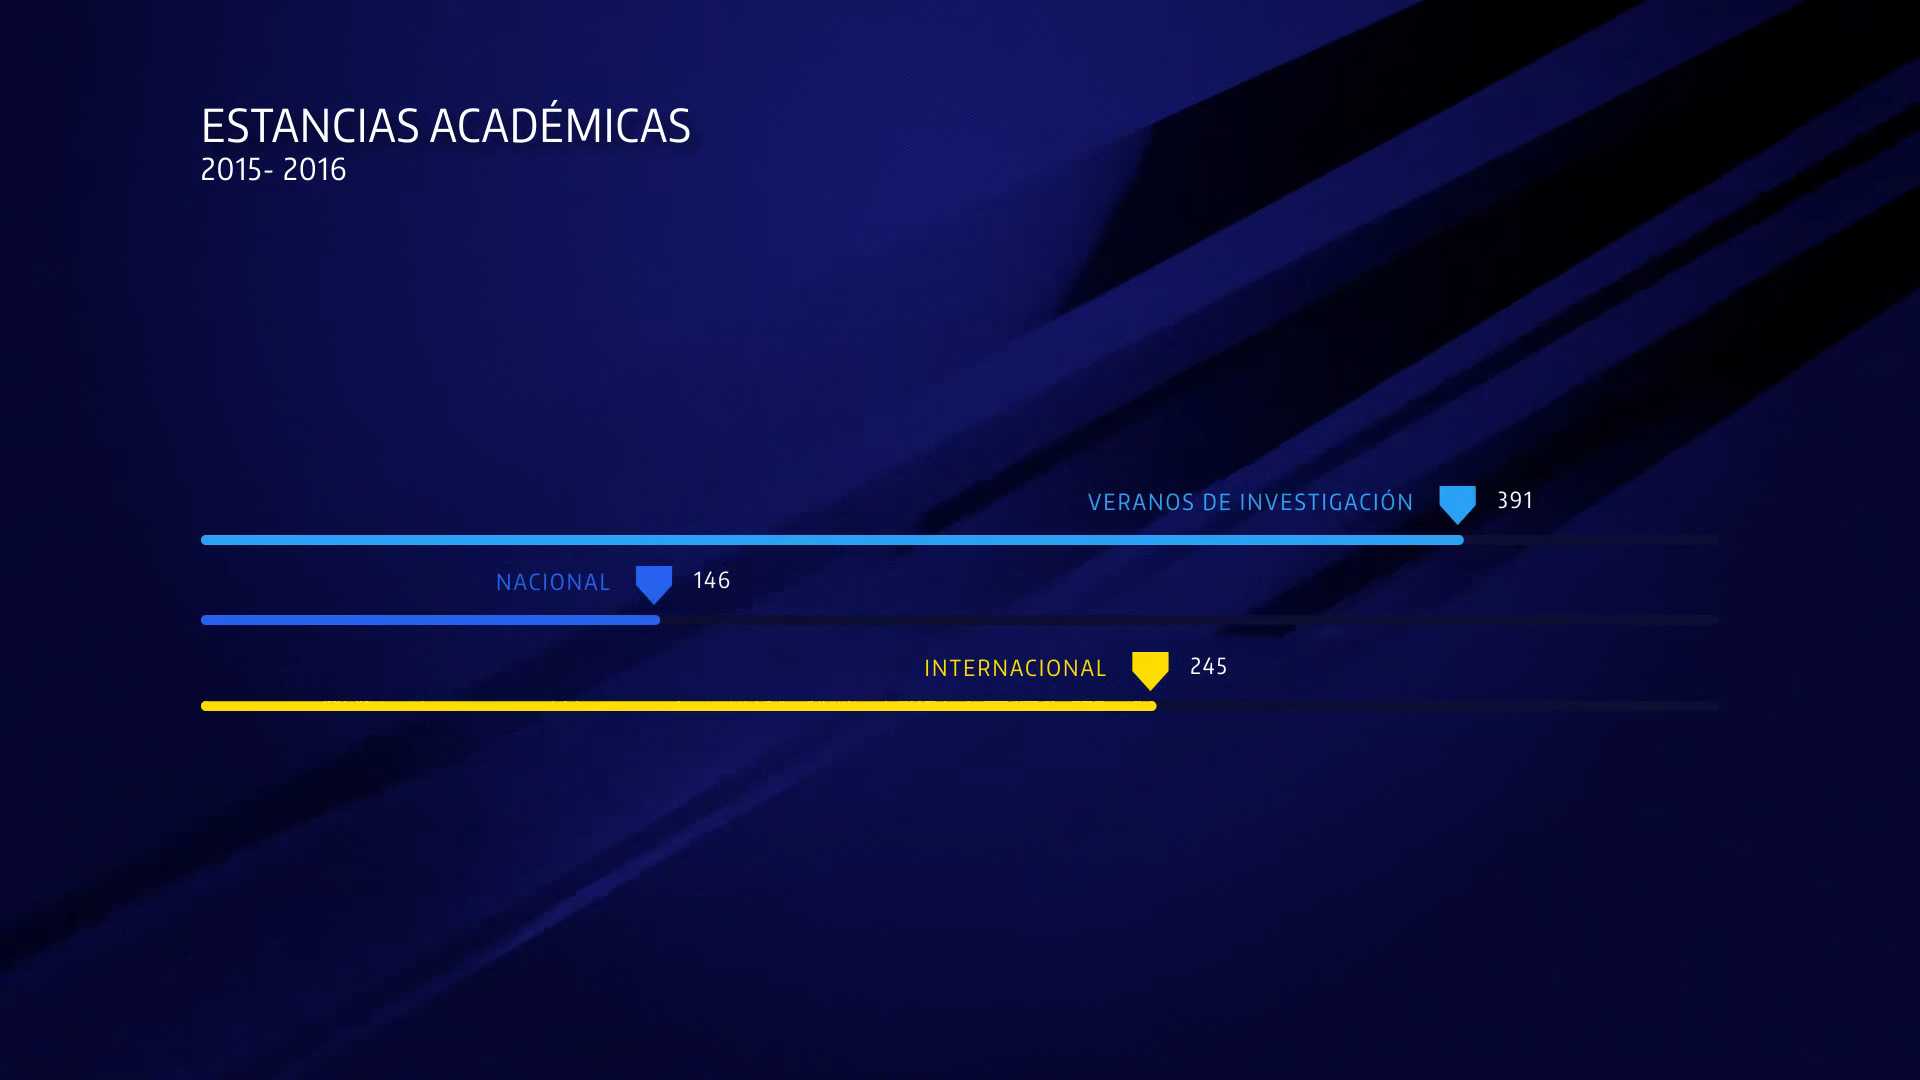 ESTANCIAS ACADÉMICAS
2015- 2016
VERANOS DE INVESTIGACIÓN 391
NACIONAL 146
INTERNACIONAL 245